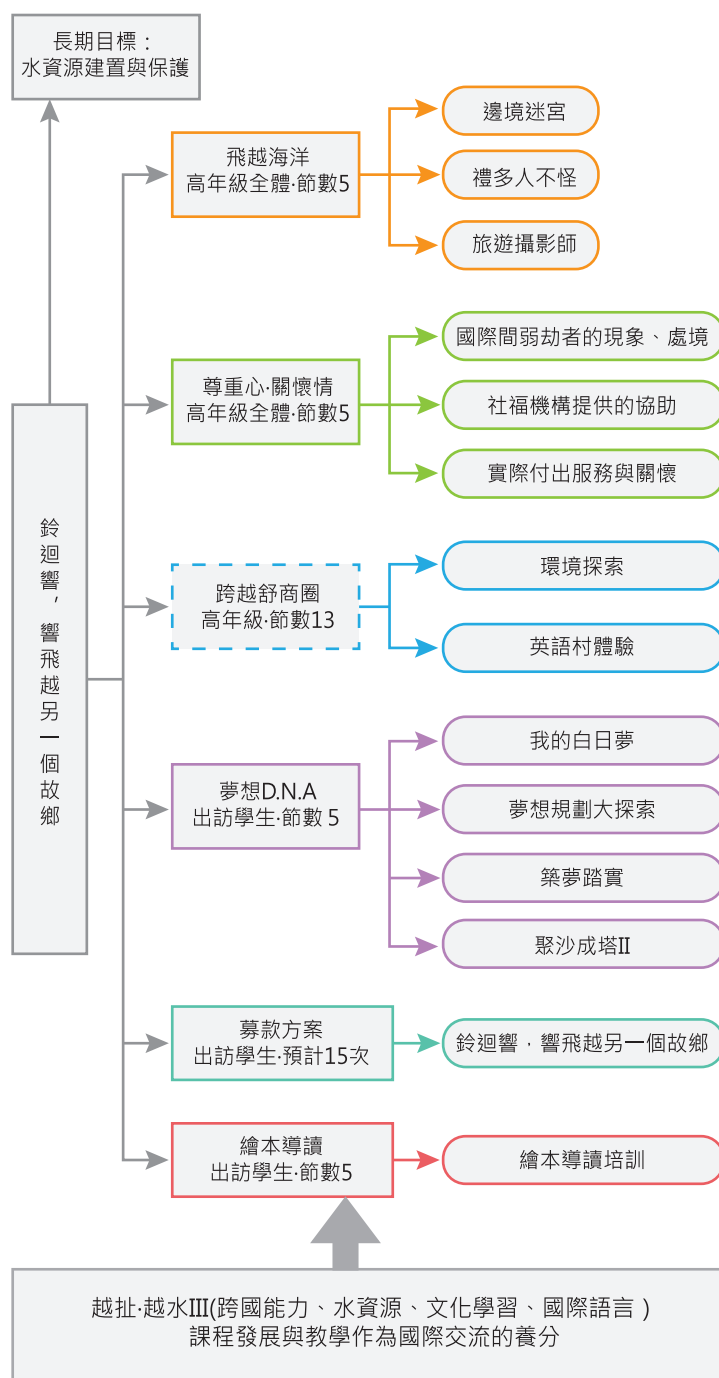 長期目標：
水資源建置與保護
鈴迴響，響飛越另一個故鄉
飛越海洋
高年級全體·節數5
邊境迷宮
禮多人不怪
旅遊攝影師
尊重心·關懷情
高年級全體·節數5
國際間弱劫者的現象、處境
社福機構提供的協助
實際付出服務與關懷
跨越舒商圈
高年級·節數13
環境探索
英語村體驗
夢想D.N.A
出訪學生·節數 5
我的白日夢
夢想規劃大探索
築夢踏實
聚沙成塔II
募款方案
出訪學生·預計15次
鈴迴響．響飛越另一個故鄉
繪本導讀
出訪學生·節數5
繪本導讀培訓
越扯·越水III(跨國能力、水資源、文化學習、國際語言 )
課程發展與教學作為國際交流的養分